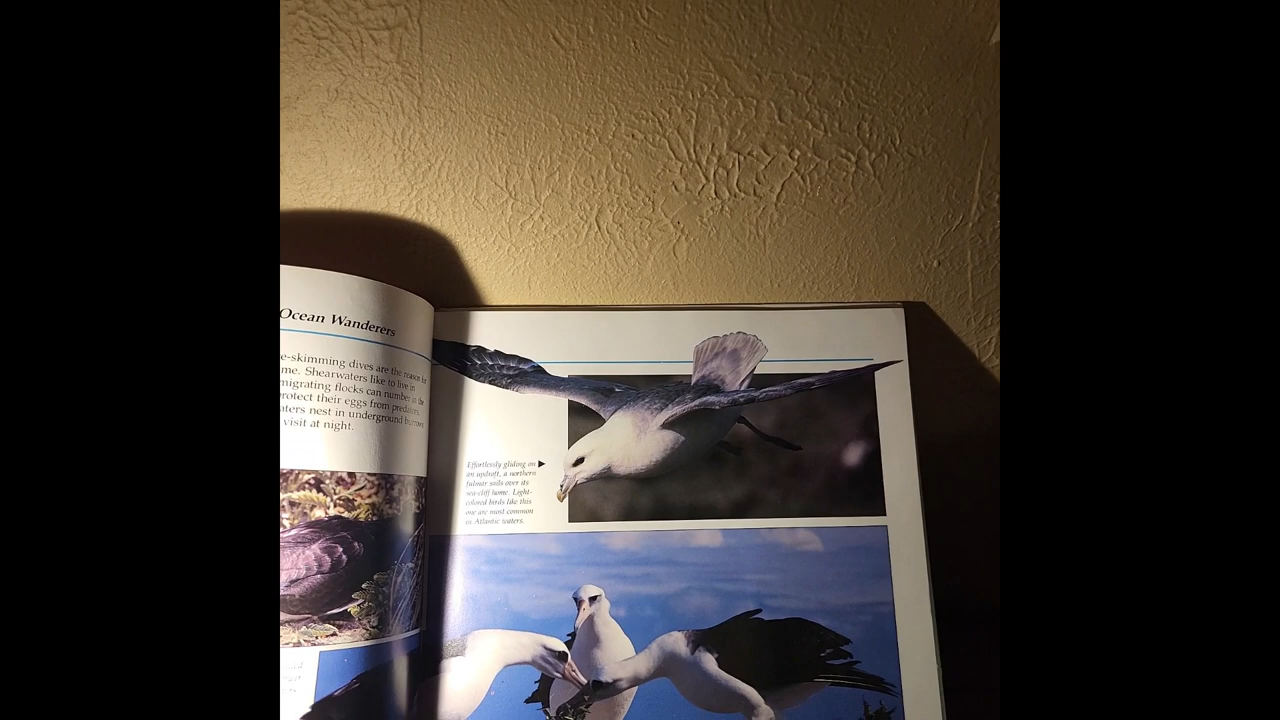 Ocean Wanderers
e-skimming dives are the reason for
me. Shearwaters like to live in
migrating flocks can number in the
protect their eggs from predators,
aters nest in underground burrows
visit at night.
Effortlessly gliding on
an updraft, a northern
fulmar sails over its
sea-cliff home. Light-
colored birds like this
one are most common
in Atlantic waters.